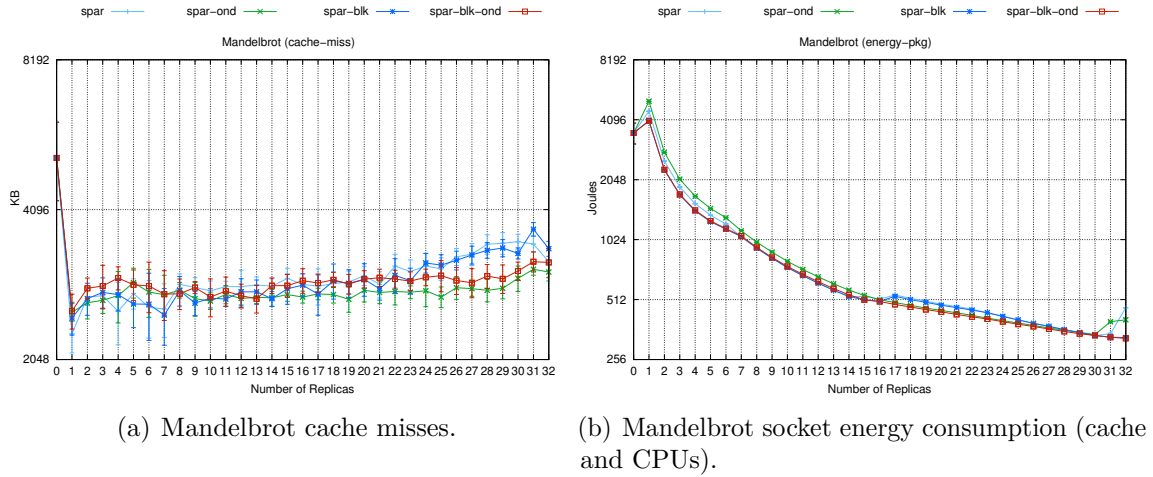 spar spar-ond spar-blk spar-blk-ond
Mandelbrot (cache-miss)
8192
4096
2048
KB
0 1 2 3 4 5 6 7 8 9 10 11 12 13 14 15 16 17 18 19 20 21 22 23 24 25 26 27 28 29 30 31 32
Number of Replicas
(a) Mandelbrot cache misses.
spar spar-ond spar-blk spar-blk-ond
Mandelbrot (energy-pkg)
8192
4096
2048
1024
512
256
Joules
0 1 2 3 4 5 6 7 8 9 10 11 12 13 14 15 16 17 18 19 20 21 22 23 24 25 26 27 28 29 30 31 32
Number of Replicas
(b) Mandelbrot socket energy consumption (cache
and CPUs).